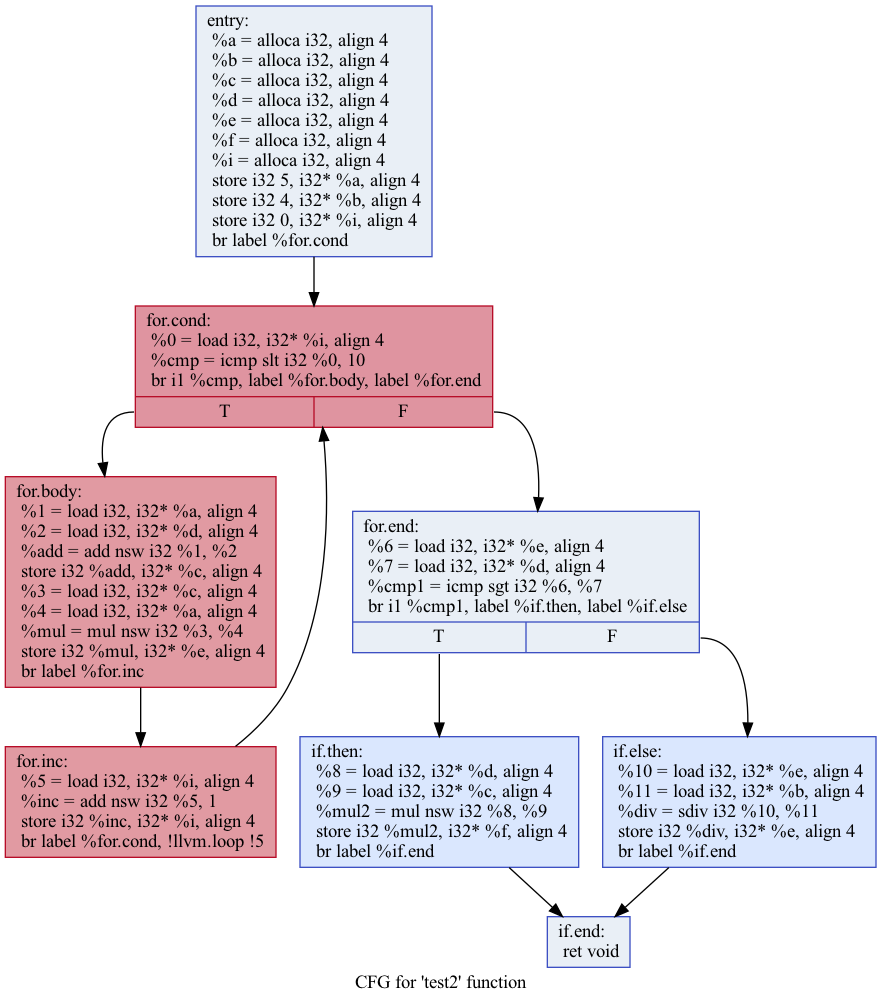 entry:
%a = alloca i32, align 4
%b = alloca i32, align 4
%c = alloca i32, align 4
%d = alloca i32, align 4
%e = alloca i32, align 4
%f = alloca i32, align 4
%i = alloca i32, align 4
store i32 5, i32* %a, align 4
store i32 4, i32* %b, align 4
store i32 0, i32* %i, align 4
br label %for.cond
for.cond:
%0 = load i32, i32* %i, align 4
%cmp = icmp slt i32 %0, 10
br i1 %cmp, label %for.body, label %for.end
T
F
for.body:
%1 = load i32, i32* %a, align 4
%2 = load i32, i32* %d, align 4
%add = add nsw i32 %1, %2
store i32 %add, i32* %c, align 4
%3 = load i32, i32* %c, align 4
%4 = load i32, i32* %a, align 4
%mul = mul nsw i32 %3, %4
store i32 %mul, i32* %e, align 4
br label %for.inc
for.end:
%6 = load i32, i32* %e, align 4
%7 = load i32, i32* %d, align 4
%cmp1 = icmp sgt i32 %6, %7
br i1 %cmp1, label %if.then, label %if.else
T
F
for.inc:
%5 = load i32, i32* %i, align 4
%inc = add nsw i32 %5, 1
store i32 %inc, i32* %i, align 4
br label %for.cond, !llvm.loop !5
if.then:
%8 = load i32, i32* %d, align 4
%9 = load i32, i32* %c, align 4
%mul2 = mul nsw i32 %8, %9
store i32 %mul2, i32* %f, align 4
br label %if.end
if.else:
%10 = load i32, i32* %e, align 4
%11 = load i32, i32* %b, align 4
%div = sdiv i32 %10, %11
store i32 %div, i32* %e, align 4
br label %if.end
if.end:
ret void
CFG for 'test2' function